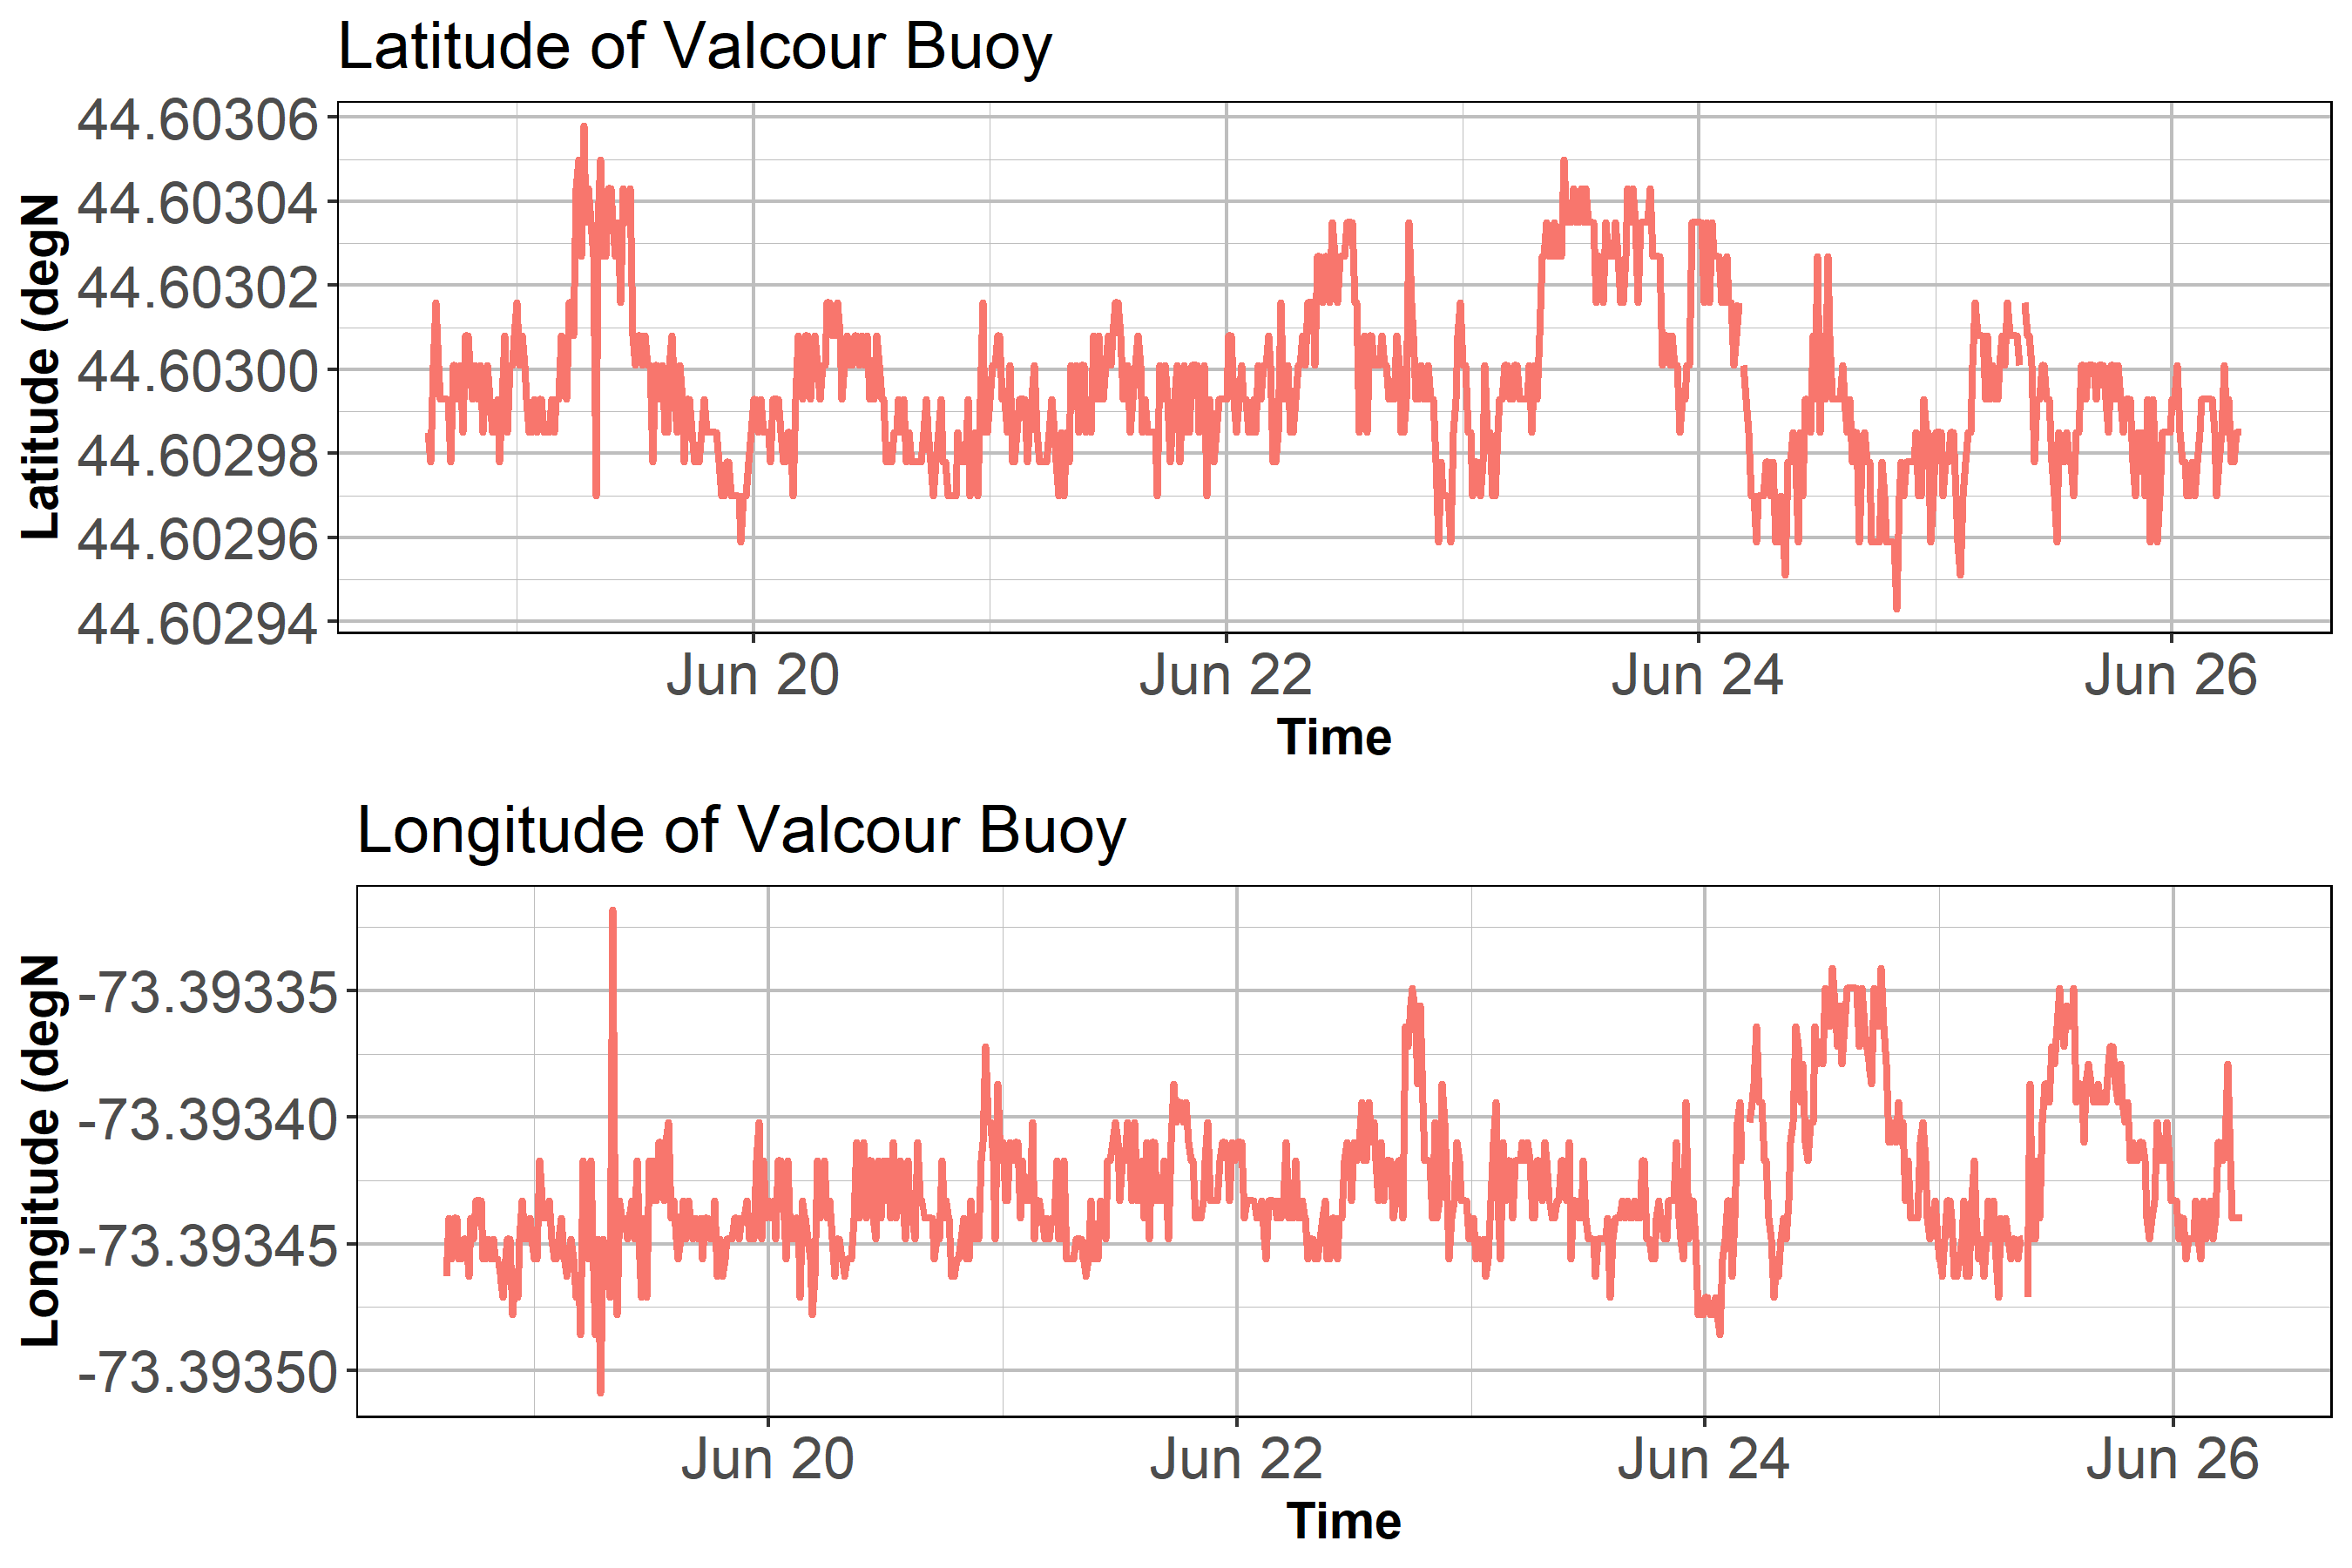 Latitude of Valcour Buoy
44.60306
44.60304
44.60302
44.60300
44.60298
44.60296
44.60294
Latitude (degN
Jun 20 Jun 22 Jun 24 Jun 26
Time
Longitude of Valcour Buoy
-73.39335
-73.39340
-73.39345
-73.39350
Longitude (degN
Jun 20 Jun 22 Jun 24 Jun 26
Time